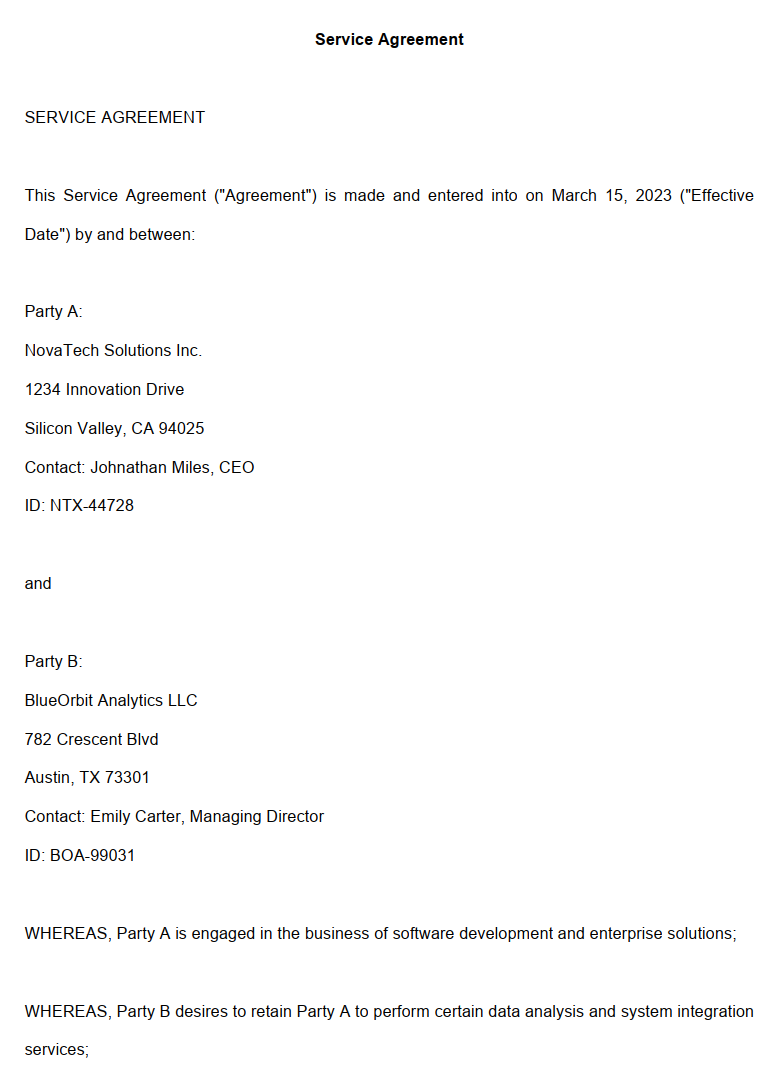 Service Agreement
SERVICE AGREEMENT
This Service Agreement ("Agreement") is made and entered into on March 15, 2023 ("Effective
Date") by and between:
Party A:
NovaTech Solutions Inc.
1234 Innovation Drive
Silicon Valley, CA 94025
Contact: Johnathan Miles, CEO
ID: NTX-44728
and
Party B:
BlueOrbit Analytics LLC
782 Crescent Blvd
Austin, TX 73301
Contact: Emily Carter, Managing Director
ID: BOA-99031
WHEREAS, Party A is engaged in the business of software development and enterprise solutions;
WHEREAS, Party B desires to retain Party A to perform certain data analysis and system integration
services;